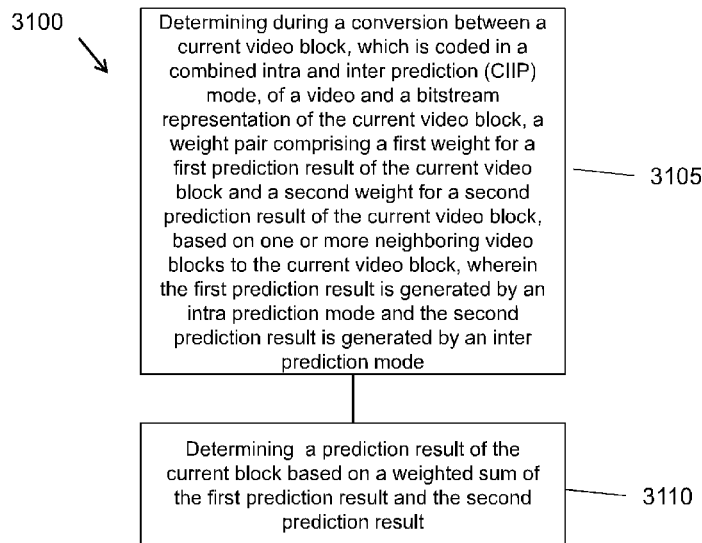 3100
Determining during a conversion between a
current video block, which is coded in a
combined intra and inter prediction (CIIP)
mode, of a video and a bitstream
representation of the current video block, a
weight pair comprising a first weight for a
first prediction result of the current video
block and a second weight for a second
prediction result of the current video block,
based on one or more neighboring video
blocks to the current video block, wherein
the first prediction result is generated by an
intra prediction mode and the second
prediction result is generated by an inter
prediction mode
3105
Determining a prediction result of the
current block based on a weighted sum of
the first prediction result and the second
prediction result
3110